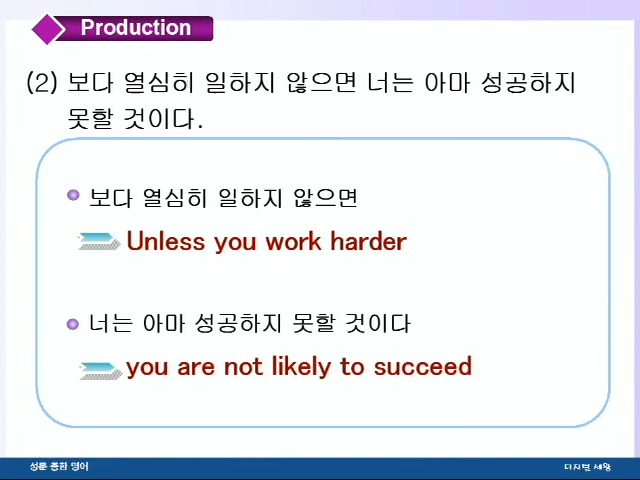 Production
(2) 보다 열심히 일하지 않으면 너는 아마 성공하지
못할 것이다.
보다 열심히 일하지 않으면
Unless you work harder
너는 아마 성공하지 못할 것이다
you are not likely to succeed
성문 종합 영어
디지털 세왕